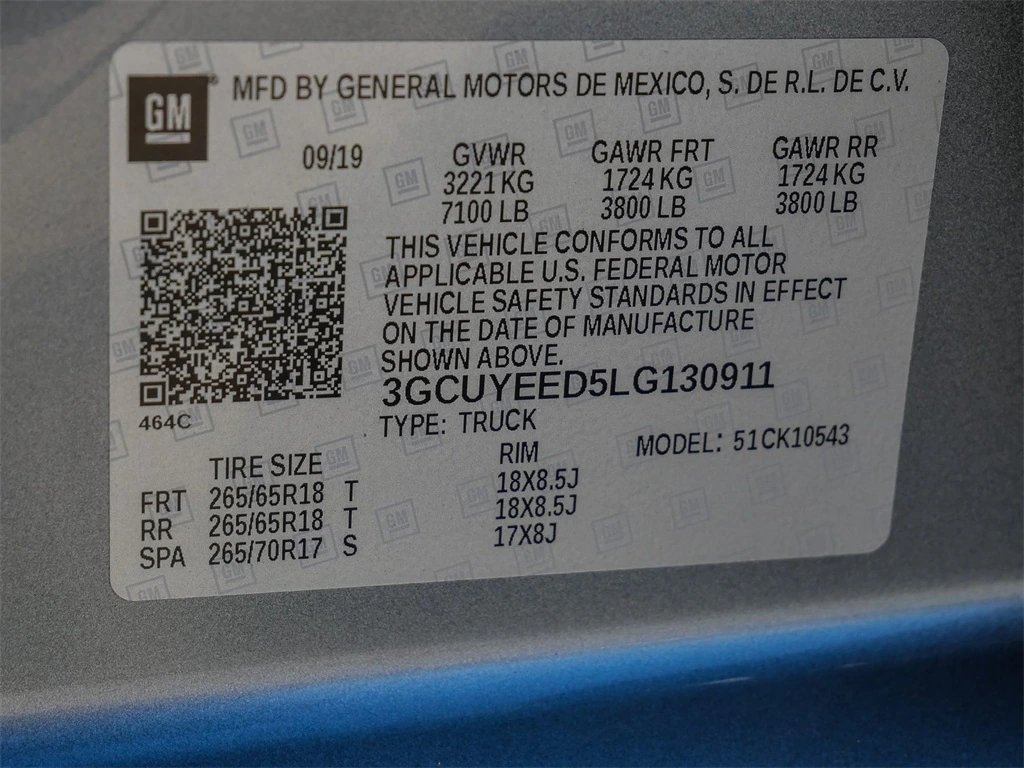 GM® MFD BY GENERAL MOTORS DE MEXICO, S. DE R.L. DE C.V.
09/19 GVWR GAWR FRT GAWR RR
3221 KG 1724 KG 1724 KG
7100 LB 3800 LB 3800 LB
THIS VEHICLE CONFORMS TO ALL
APPLICABLE U.S. FEDERAL MOTOR
VEHICLE SAFETY STANDARDS IN EFFECT
ON THE DATE OF MANUFACTURE
SHOWN ABOVE.
3GCUYEED5LG130911
464C
TYPE: TRUCK
TIRE SIZE RIM MODEL: 51CK10543
FRT 265/65R18 T 18X8.5J
RR 265/65R18 T 18X8.5J
SPA 265/70R17 S 17X8J